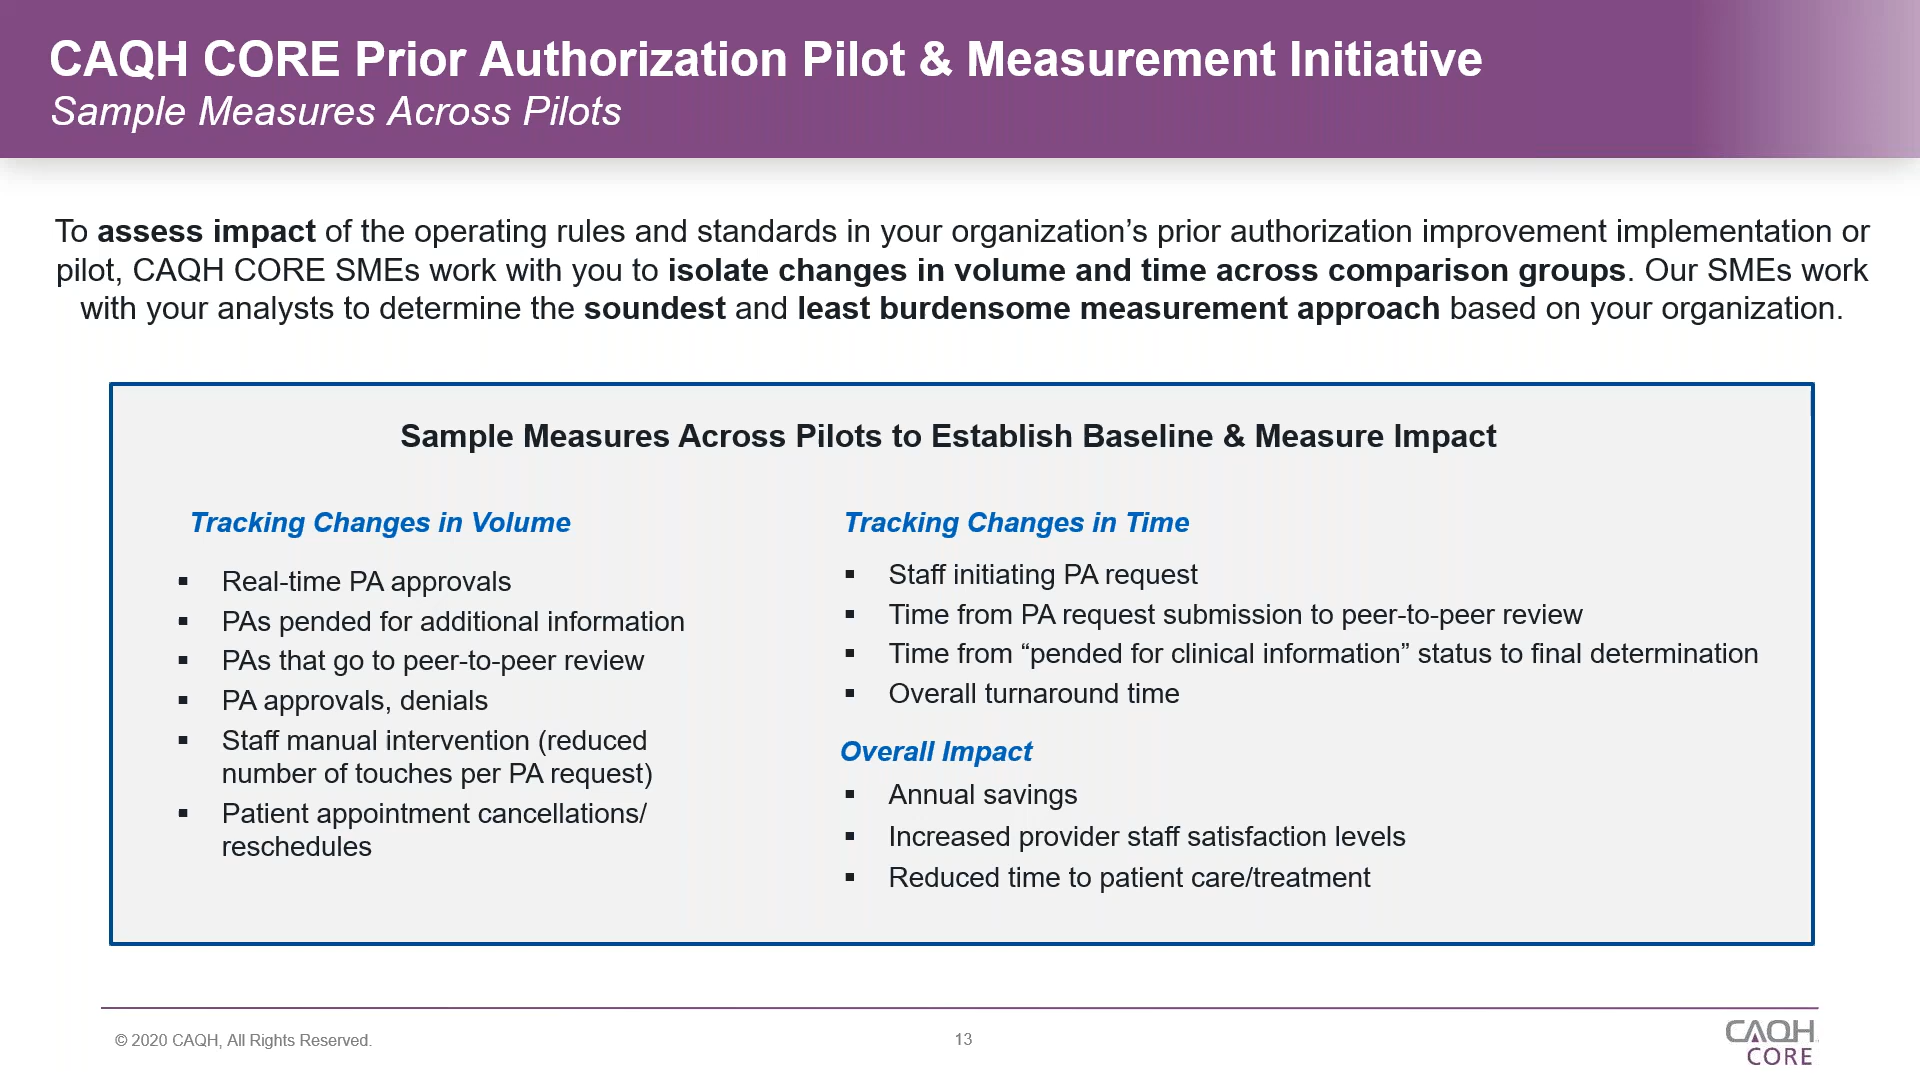 CAQH CORE Prior Authorization Pilot & Measurement Initiative
Sample Measures Across Pilots
To assess impact of the operating rules and standards in your organization’s prior authorization improvement implementation or
pilot, CAQH CORE SMEs work with you to isolate changes in volume and time across comparison groups. Our SMEs work
with your analysts to determine the soundest and least burdensome measurement approach based on your organization.
Sample Measures Across Pilots to Establish Baseline & Measure Impact
Tracking Changes in Volume
▪ Real-time PA approvals
▪ PAs pended for additional information
▪ PAs that go to peer-to-peer review
▪ PA approvals, denials
▪ Staff manual intervention (reduced
number of touches per PA request)
▪ Patient appointment cancellations/
reschedules
Tracking Changes in Time
▪ Staff initiating PA request
▪ Time from PA request submission to peer-to-peer review
▪ Time from “pended for clinical information” status to final determination
▪ Overall turnaround time
Overall Impact
▪ Annual savings
▪ Increased provider staff satisfaction levels
▪ Reduced time to patient care/treatment
© 2020 CAQH, All Rights Reserved.
13
CAQH
CORE